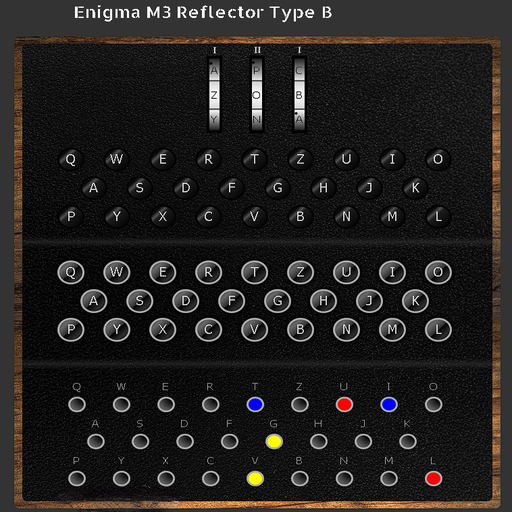 Enigma M3 Reflector Type B
I II I
A P C
Z O B
Y N A
Q W E R T Z U I O
A S D F G H J K
P Y X C V B N M L
Q W E R T Z U I O
A S D F G H J K
P Y X C V B N M L
Q W E R T Z U I O
A S D F G H J K
P Y X C V B N M L